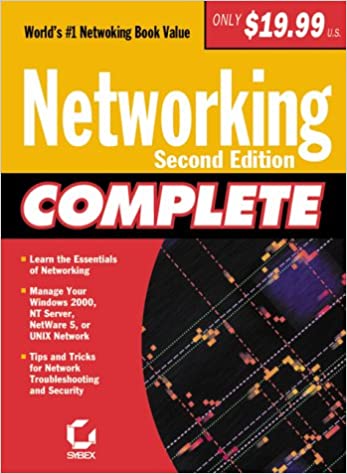 World's #1 Netwoking Book Value
ONLY $19.99 U.S.
Networking
Second Edition
COMPLETE
Learn the Essentials
of Networking
Manage Your
Windows 2000,
NT Server,
NetWare 5, or
UNIX Network
Tips and Tricks
for Network
Troubleshooting
and Security
SYBEX